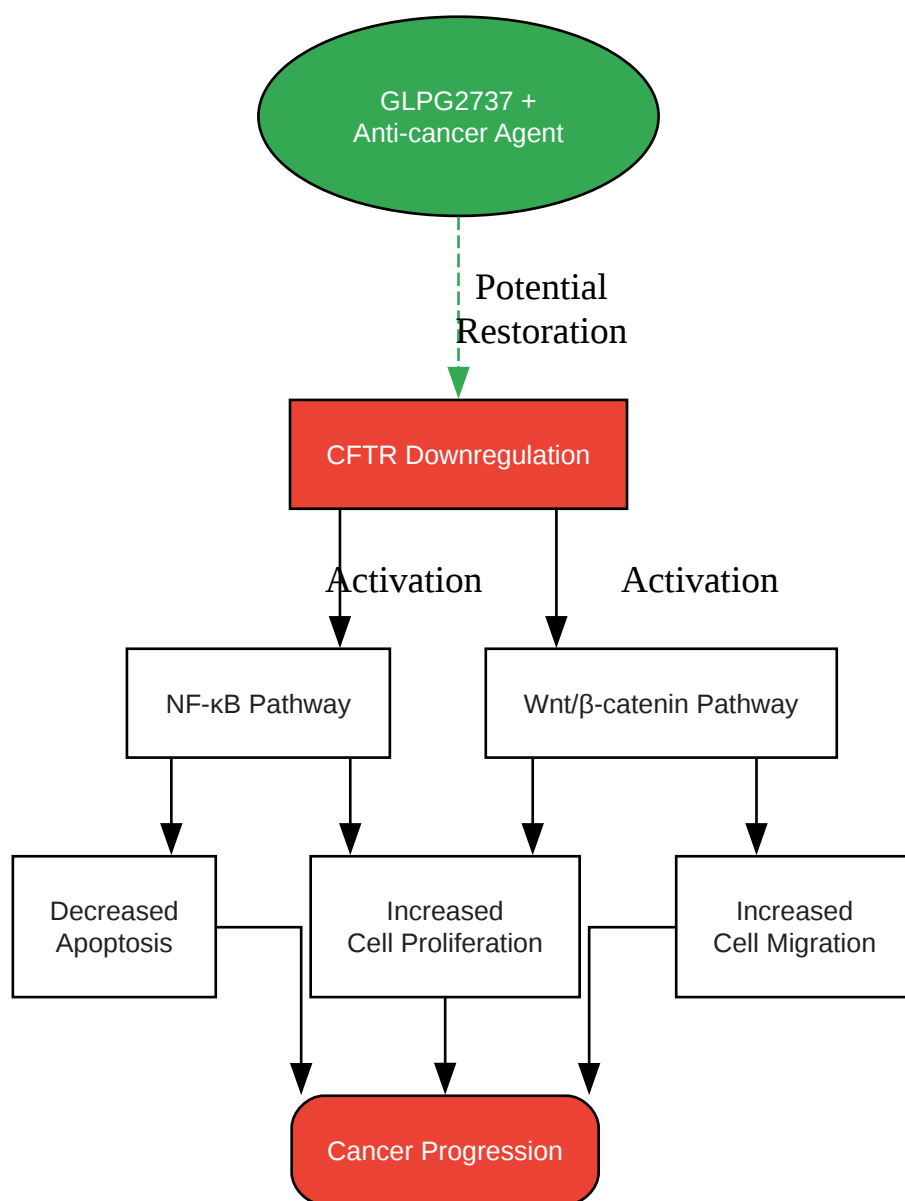 GLPG2737 +
Anti-cancer Agent
Potential
Restoration
CFTR Downregulation
Activation
Activation
NF-κB Pathway
Wnt/β-catenin Pathway
Decreased
Apoptosis
Increased
Cell Proliferation
Increased
Cell Migration
Cancer Progression